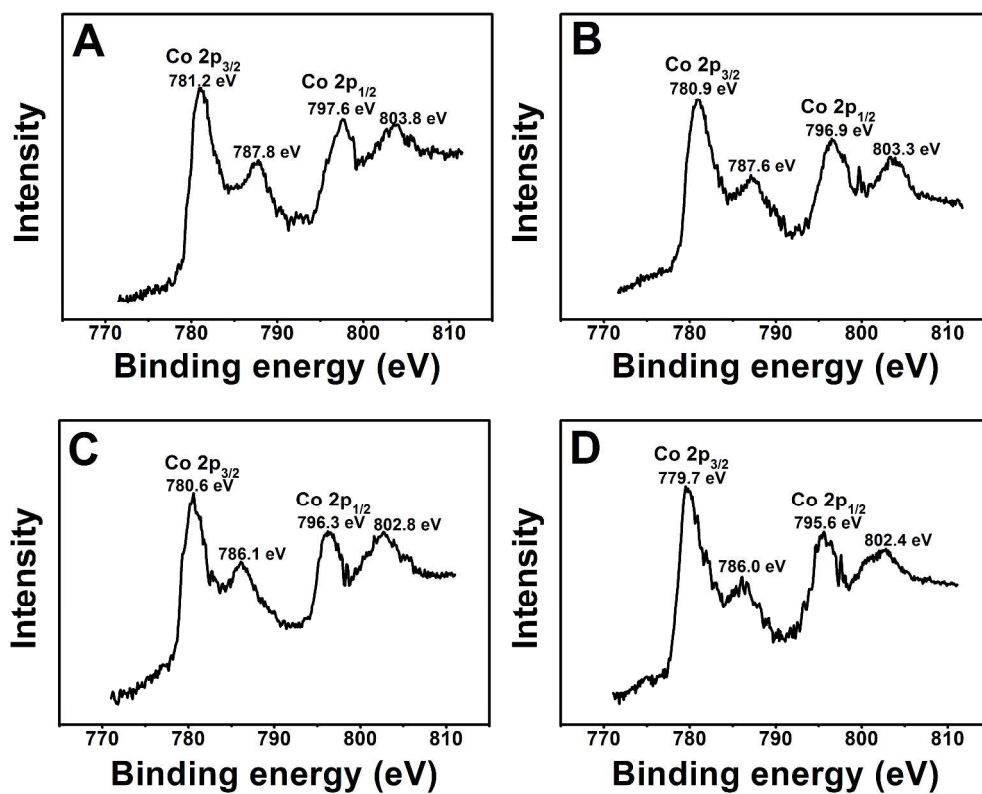 A
Co 2p3/2
781.2 eV
787.8 eV
Co 2p1/2
797.6 eV
803.8 eV
Intensity
770 780 790 800 810
Binding energy (eV)
B
Co 2p3/2
780.9 eV
787.6 eV
Co 2p1/2
796.9 eV
803.3 eV
Intensity
770 780 790 800 810
Binding energy (eV)
C
Co 2p3/2
780.6 eV
786.1 eV
Co 2p1/2
796.3 eV
802.8 eV
Intensity
770 780 790 800 810
Binding energy (eV)
D
Co 2p3/2
779.7 eV
786.0 eV
Co 2p1/2
795.6 eV
802.4 eV
Intensity
770 780 790 800 810
Binding energy (eV)